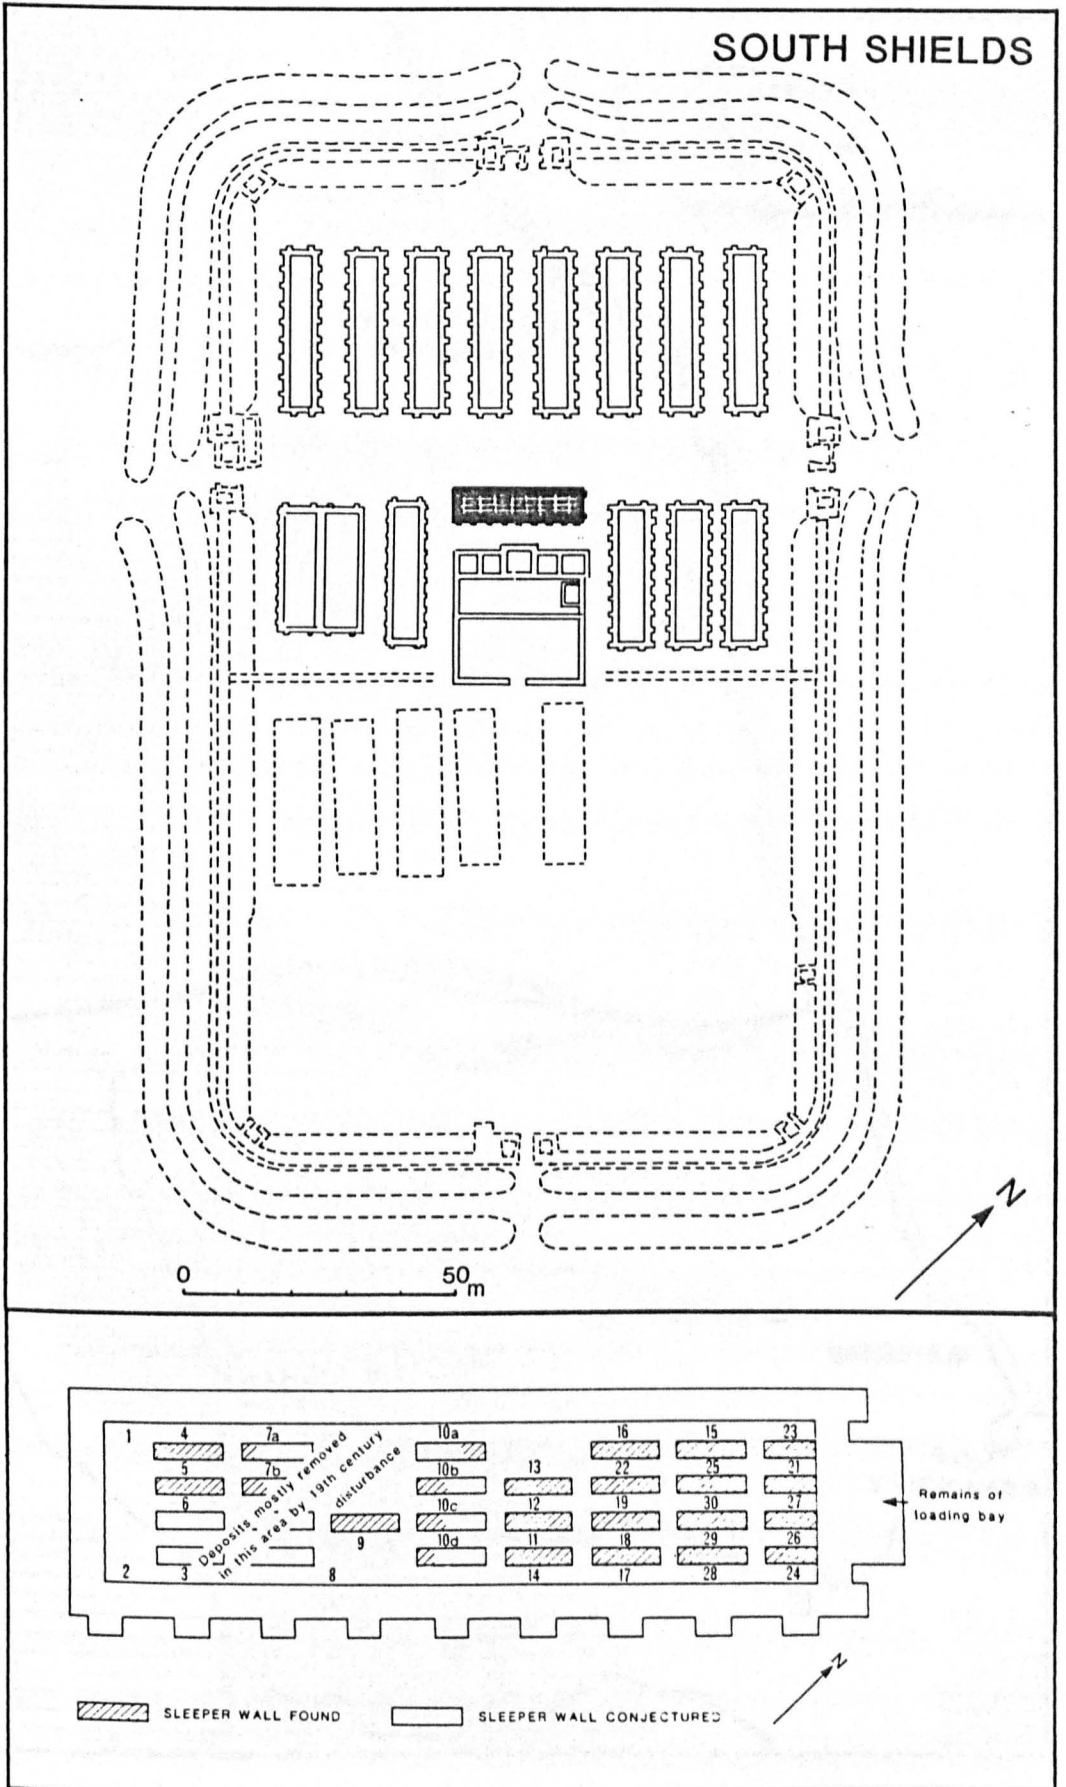 SOUTH SHIELDS
N
0 50 m
1 4 7a 10a 16 15 23
5 7b 10b 13 22 25 21
6 10c 12 19 30 27
9 10d 11 18 29 26
2 3 8 14 17 28 24
Deposits mostly removed
in this area by 19th century
disturbance
Remains of
loading bay
N
SLEEPER WALL FOUND
SLEEPER WALL CONJECTURED